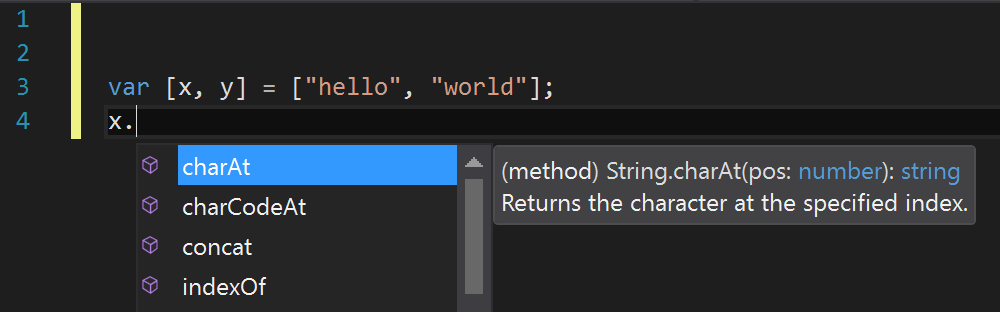 1
2
3 var [x, y] = ["hello", "world"];
4 x.
charAt
charCodeAt
concat
indexOf
(method) String.charAt(pos: number): string
Returns the character at the specified index.